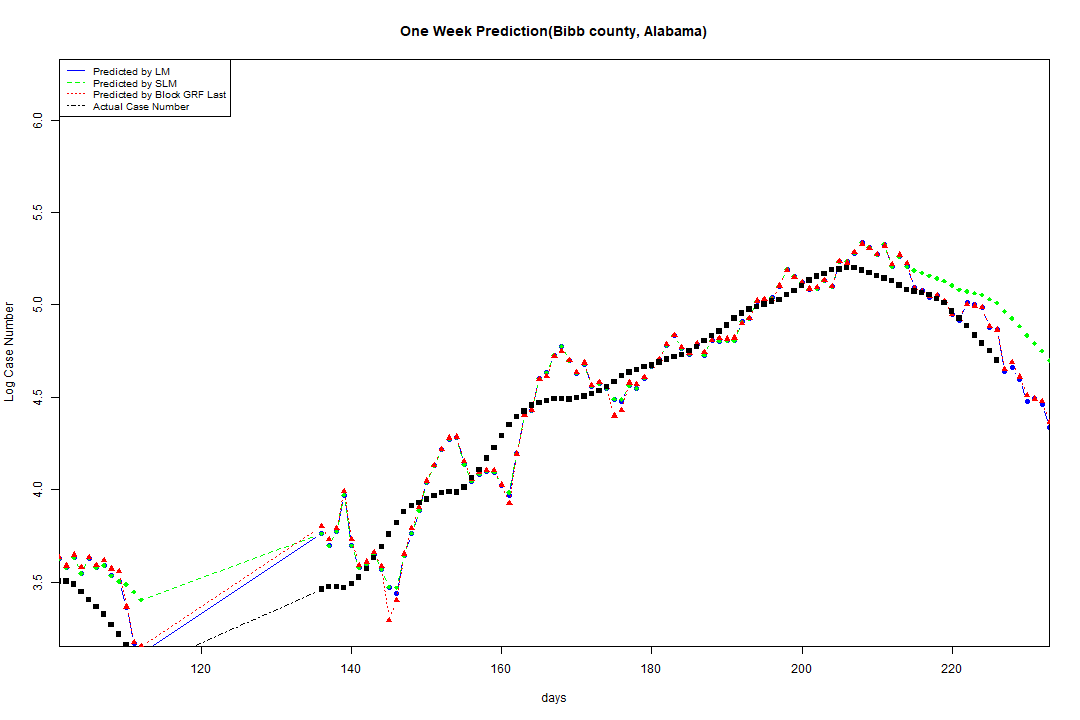 One Week Prediction(Bibb county, Alabama)
Predicted by LM
Predicted by SLM
Predicted by Block GRF Last
Actual Case Number
6.0
5.5
5.0
4.5
4.0
3.5
Log Case Number
120 140 160 180 200 220
days